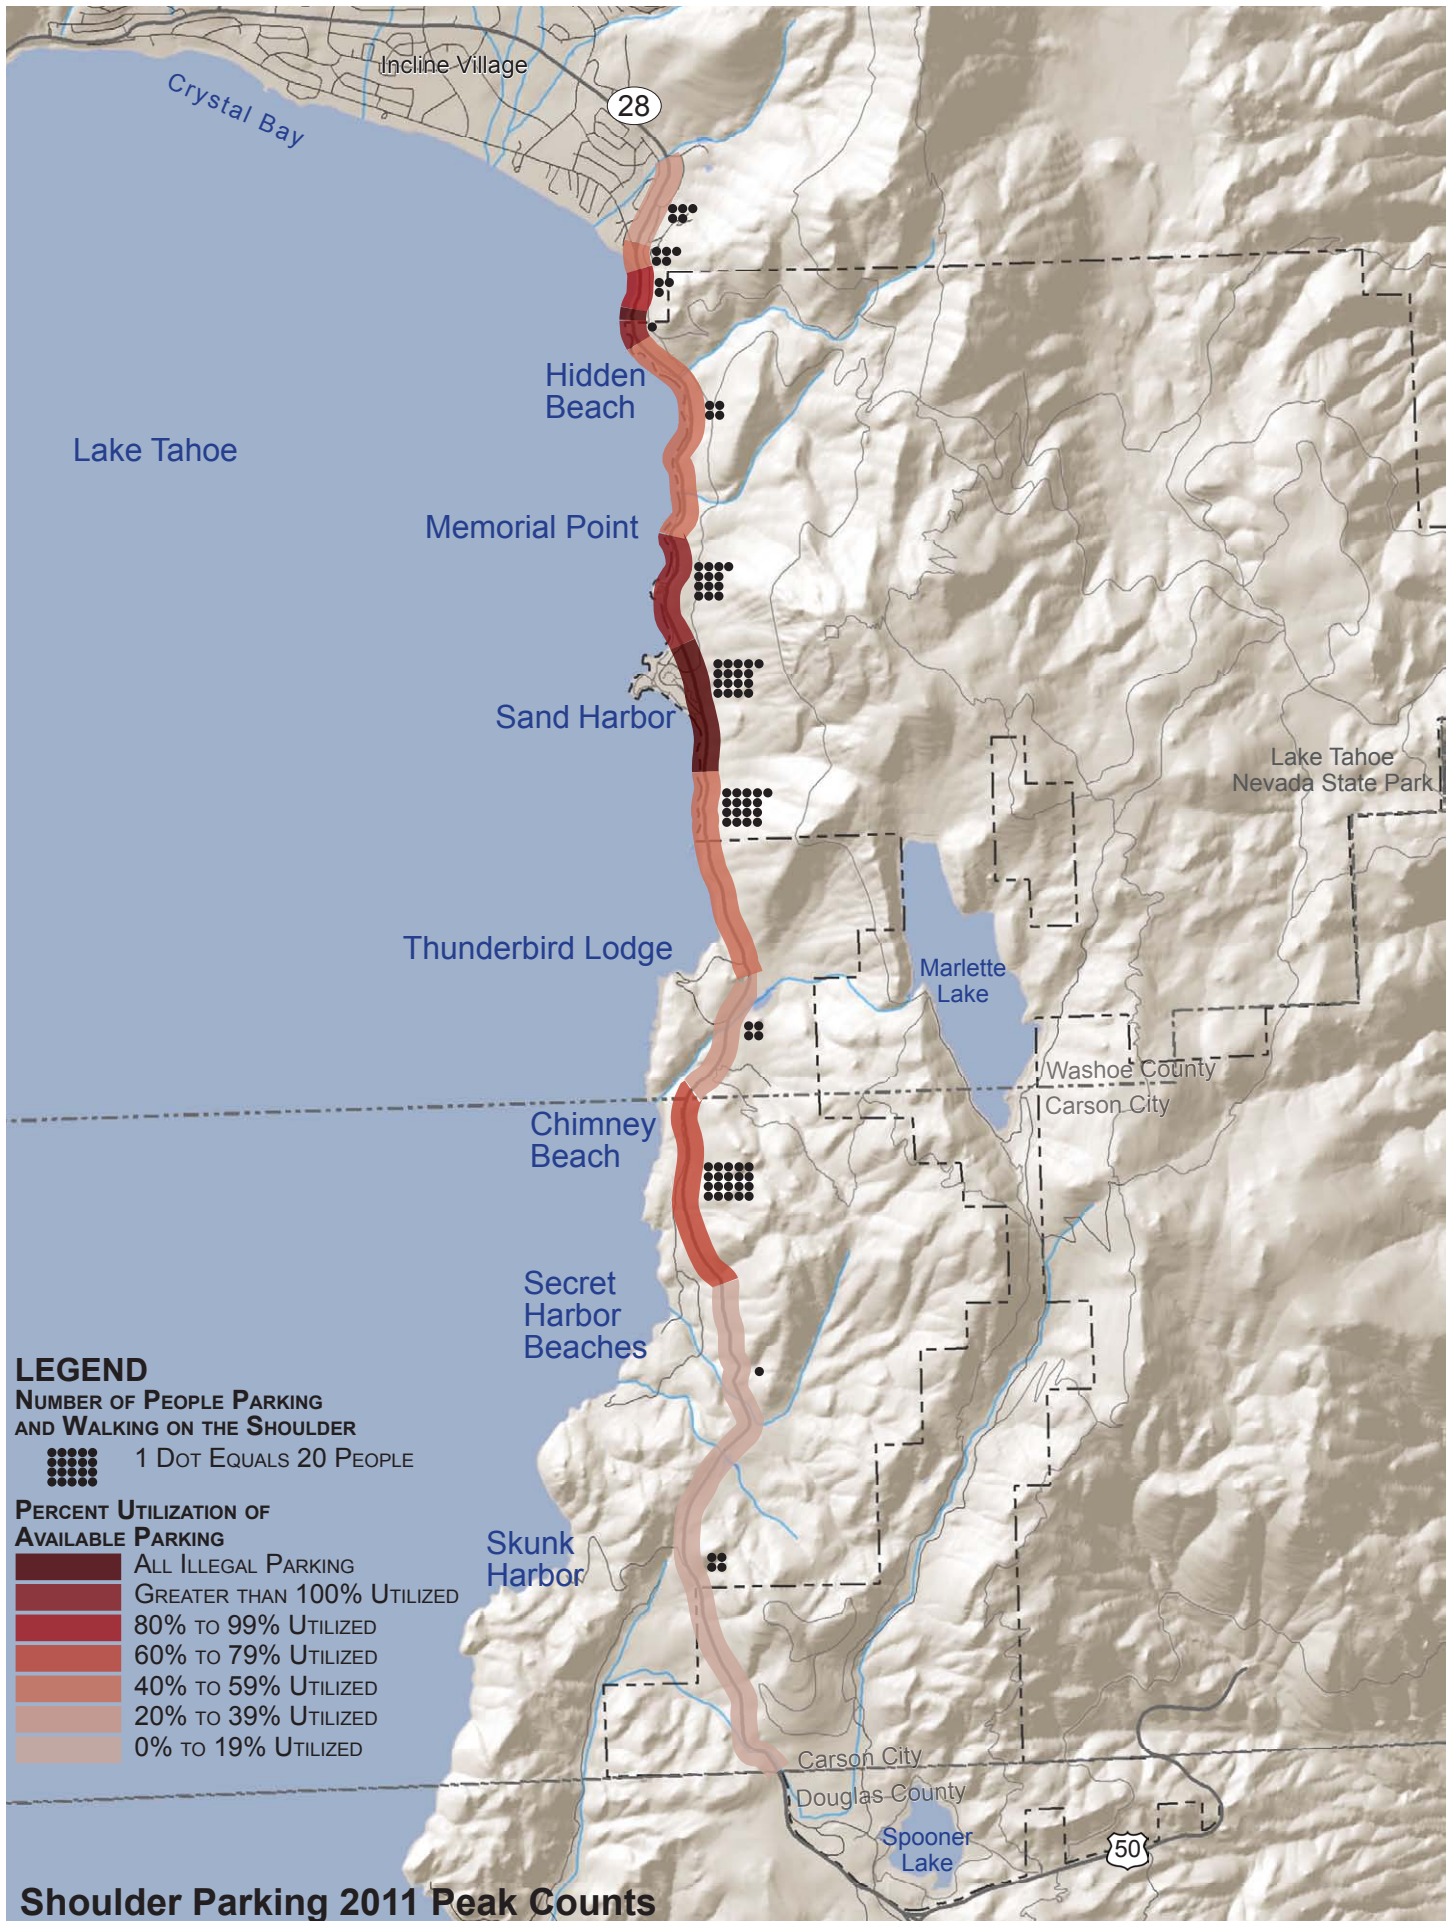 Incline Village
Crystal Bay
28
Hidden
Beach
Lake Tahoe
Memorial Point
Sand Harbor
Lake Tahoe
Nevada State Park
Thunderbird Lodge
Marlette
Lake
Washoe County
Carson City
Chimney
Beach
Secret
Harbor
Beaches
LEGEND
NUMBER OF PEOPLE PARKING
AND WALKING ON THE SHOULDER
1 DOT EQUALS 20 PEOPLE
PERCENT UTILIZATION OF
AVAILABLE PARKING
ALL ILLEGAL PARKING
GREATER THAN 100% UTILIZED
80% TO 99% UTILIZED
60% TO 79% UTILIZED
40% TO 59% UTILIZED
20% TO 39% UTILIZED
0% TO 19% UTILIZED
Skunk
Harbor
Carson City
Douglas County
Spooner
Lake
50
Shoulder Parking 2011 Peak Counts